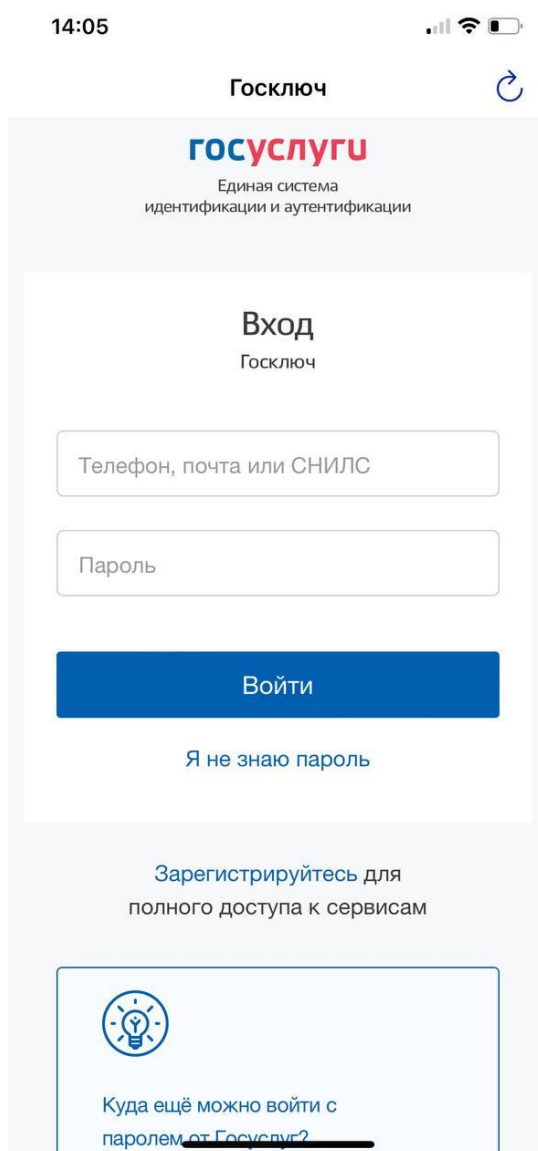 14:05
Госключ
госуслуги
Единая система
идентификации и аутентификации
Вход
Госключ
Телефон, почта или СНИЛС
Пароль
Войти
Я не знаю пароль
Зарегистрируйтесь для
полного доступа к сервисам
Куда ещё можно войти с
паролем от Госуслуг?